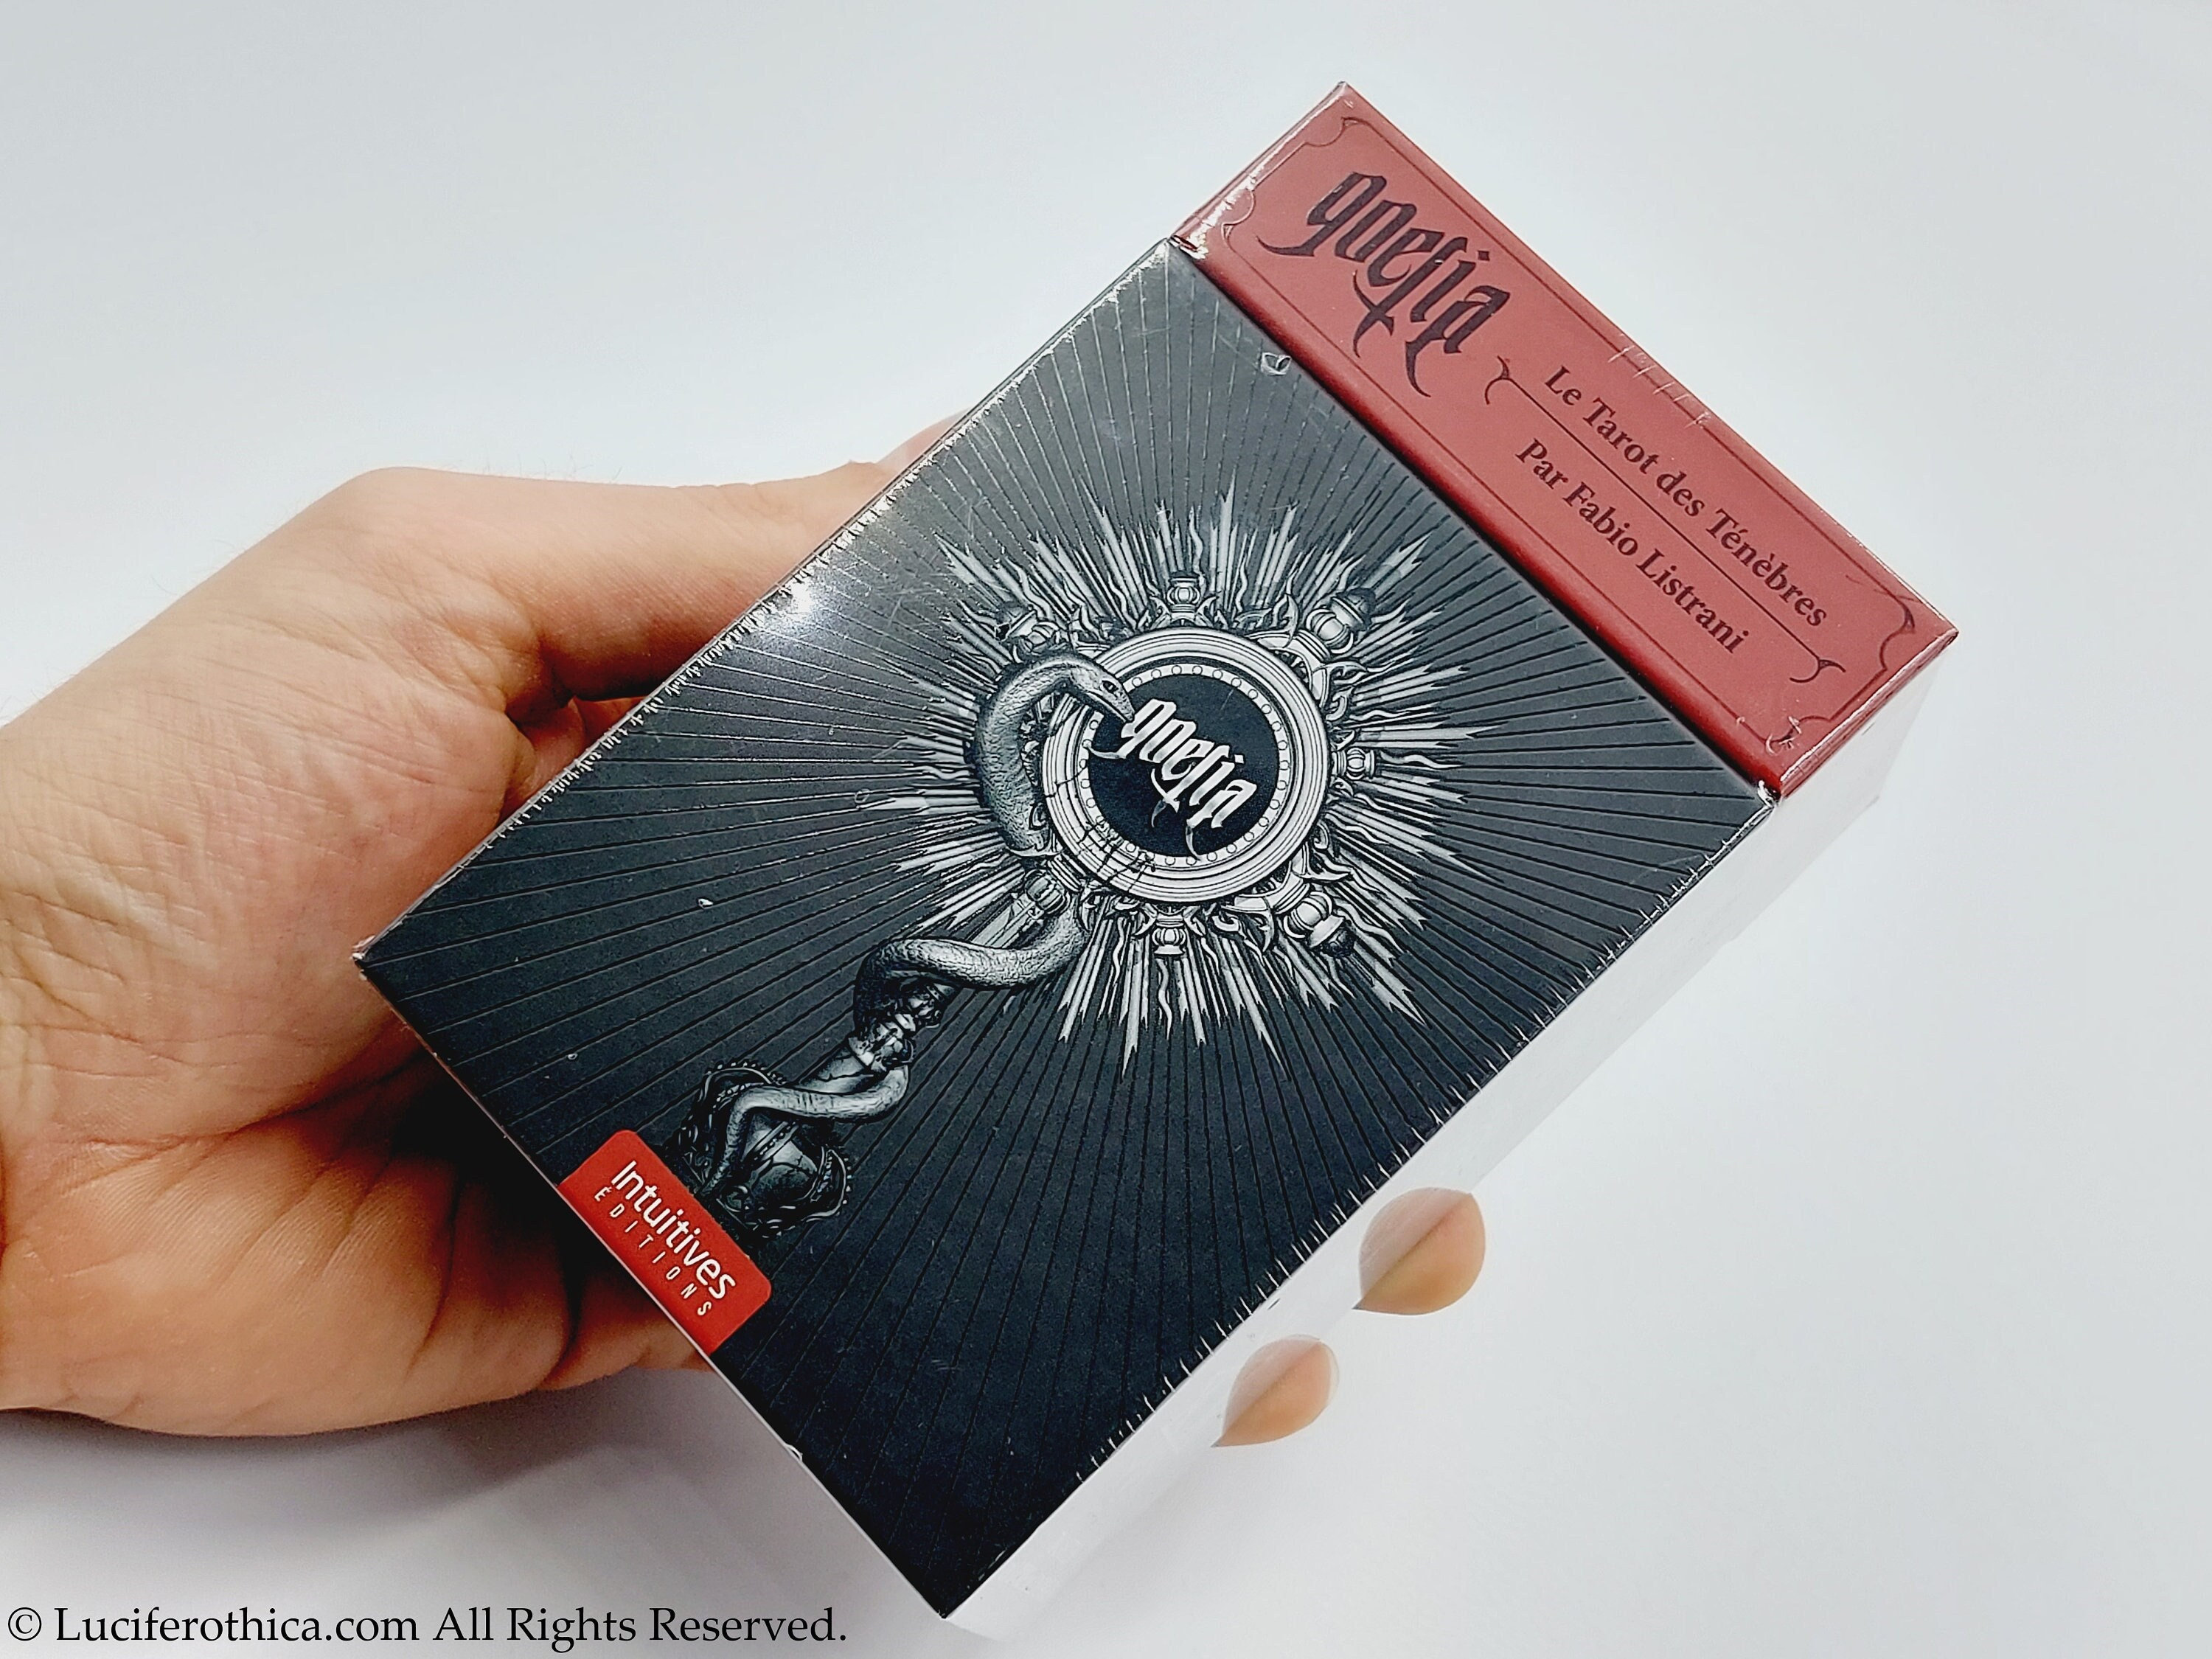 goetia
Le Tarot des Ténèbres
Par Fabio Listrani
goetia
Intuitives
ÉDITIONS
© Luciferothica.com All Rights Reserved.